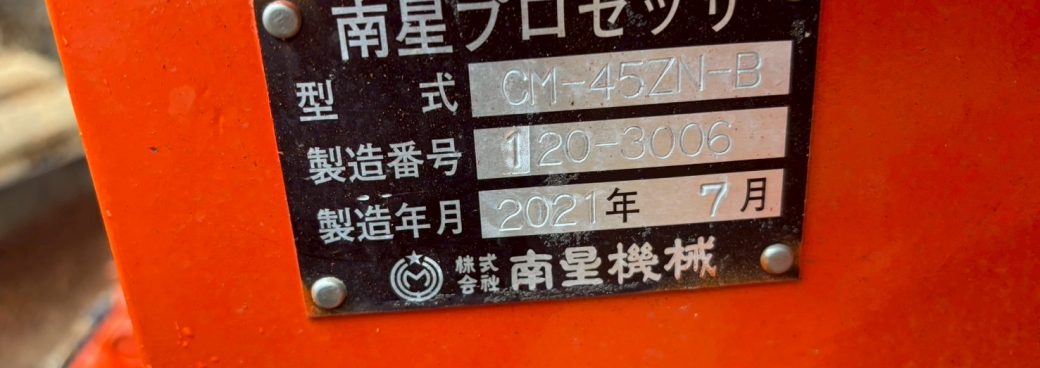 南星プロセッサ
型式 CM-45ZN-B
製造番号 120-3006
製造年月 2021年 7月
株式会社 南星機械